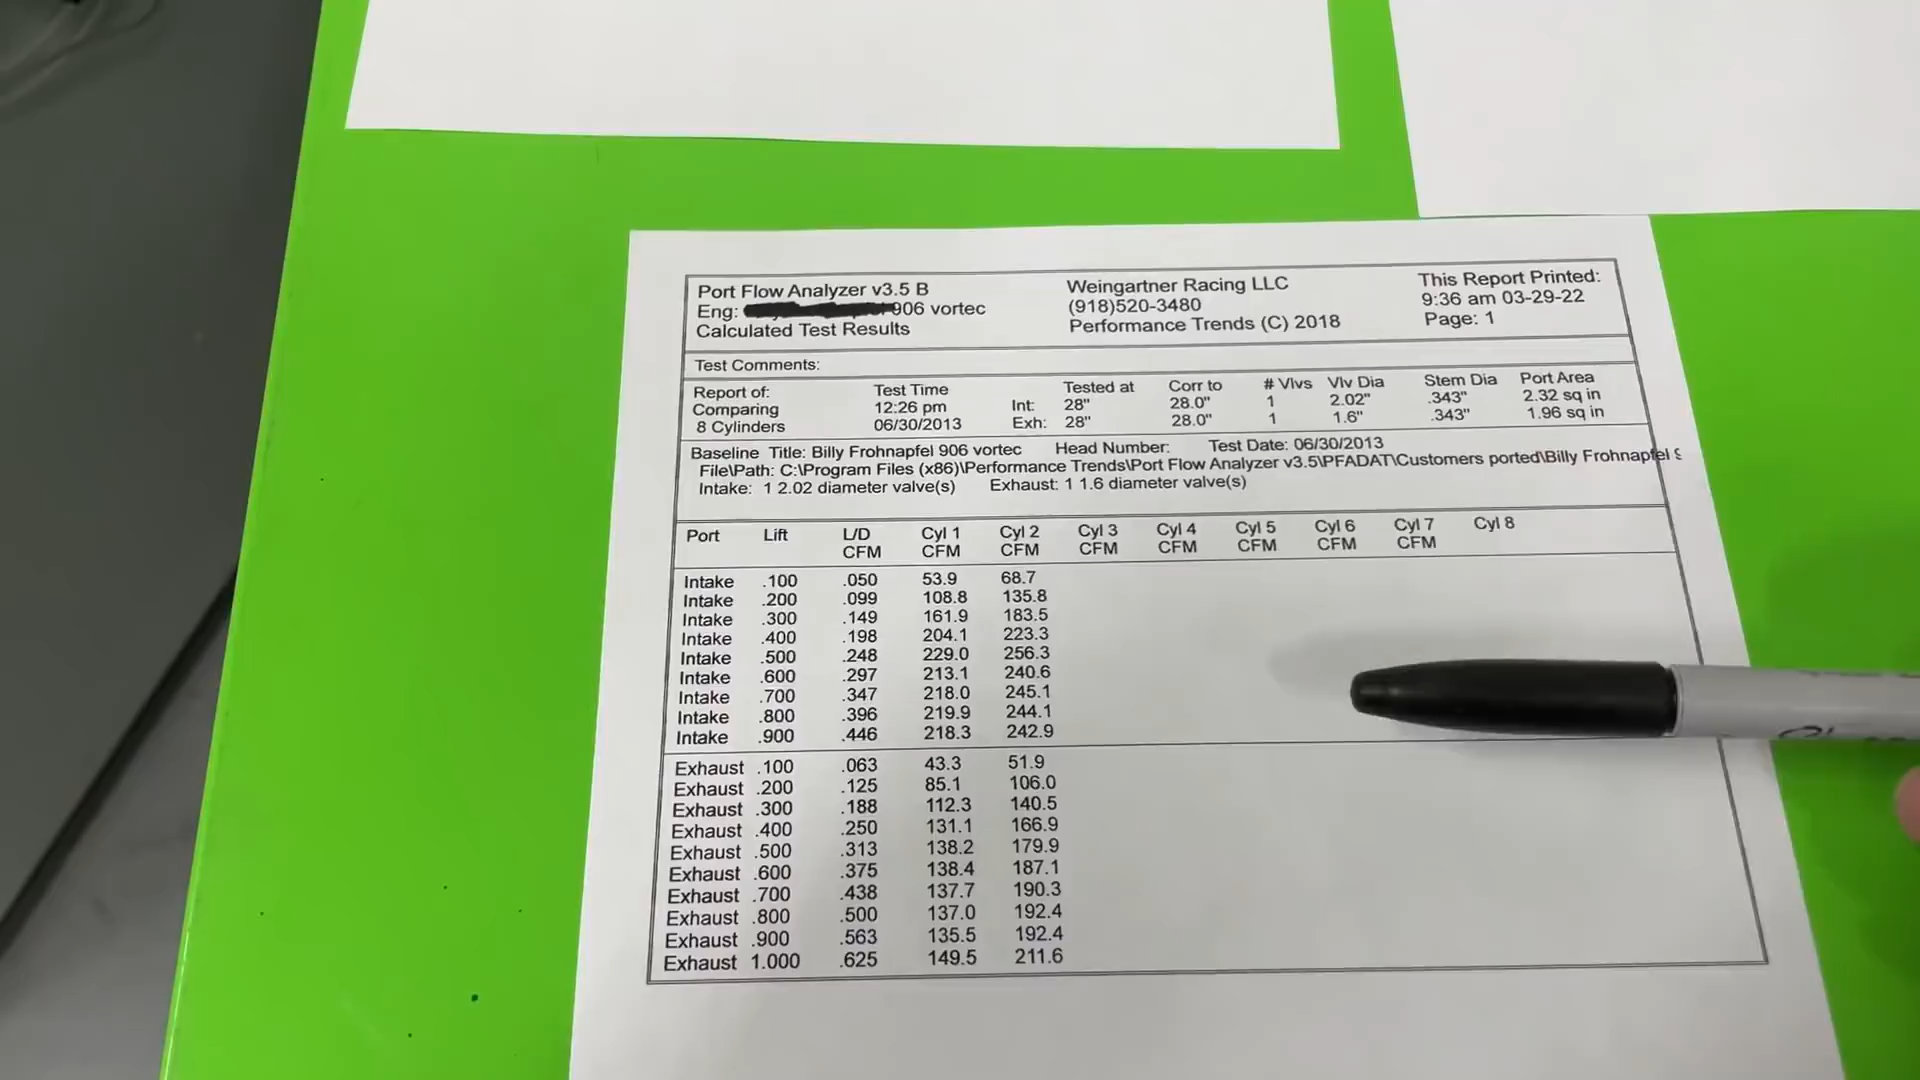 Port Flow Analyzer v3.5 B Weingartner Racing LLC This Report Printed:
Eng: 906 vortec (918)520-3480 9:36 am 03-29-22
Calculated Test Results Performance Trends (C) 2018 Page: 1
Test Comments:
Report of: Test Time Tested at Corr to # Vlvs Vlv Dia Stem Dia Port Area
Comparing 12:26 pm Int: 28" 28.0" 1 2.02" .343" 2.32 sq in
8 Cylinders 06/30/2013 Exh: 28" 28.0" 1 1.6" .343" 1.96 sq in
Baseline Title: Billy Frohnapfel 906 vortec Head Number: Test Date: 06/30/2013
File\Path: C:\Program Files (x86)\Performance Trends\Port Flow Analyzer v3.5\PFADAT\Customers ported\Billy Frohnapfel
Intake: 1 2.02 diameter valve(s) Exhaust: 1 1.6 diameter valve(s)
Port Lift L/D Cyl 1 Cyl 2 Cyl 3 Cyl 4 Cyl 5 Cyl 6 Cyl 7 Cyl 8
CFM CFM CFM CFM CFM CFM CFM CFM
Intake .100 .050 53.9 68.7
Intake .200 .099 108.8 135.8
Intake .300 .149 161.9 183.5
Intake .400 .198 204.1 223.3
Intake .500 .248 229.0 256.3
Intake .600 .297 213.1 240.6
Intake .700 .347 218.0 245.1
Intake .800 .396 219.9 244.1
Intake .900 .446 218.3 242.9
Exhaust .100 .063 43.3 51.9
Exhaust .200 .125 85.1 106.0
Exhaust .300 .188 112.3 140.5
Exhaust .400 .250 131.1 166.9
Exhaust .500 .313 138.2 179.9
Exhaust .600 .375 138.4 187.1
Exhaust .700 .438 137.7 190.3
Exhaust .800 .500 137.0 192.4
Exhaust .900 .563 135.5 192.4
Exhaust 1.000 .625 149.5 211.6